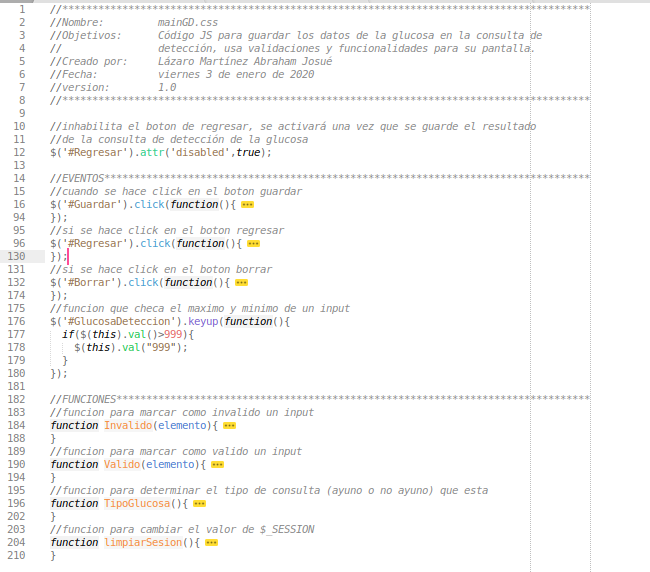 1 //****************************************************************************************
2 //Nombre: mainGD.css
3 //Objetivos: Código JS para guardar los datos de la glucosa en la consulta de
4 // detección, usa validaciones y funcionalidades para su pantalla.
5 //Creado por: Lázaro Martínez Abraham Josué
6 //Fecha: viernes 3 de enero de 2020
7 //version: 1.0
8 //****************************************************************************************
9
10 //inhabilita el boton de regresar, se activará una vez que se guarde el resultado
11 //de la consulta de detección de la glucosa
12 $('#Regresar').attr('disabled',true);
13
14 //EVENTOS*********************************************************************************
15 //cuando se hace click en el boton guardar
16 $('#Guardar').click(function(){ ···
94 });
95 //si se hace click en el boton regresar
96 $('#Regresar').click(function(){ ···
130 });
131 //si se hace click en el boton borrar
132 $('#Borrar').click(function(){ ···
174 });
175 //funcion que checa el maximo y minimo de un input
176 $('#GlucosaDeteccion').keyup(function(){
177 if($(this).val()>999){
178 $(this).val("999");
179 }
180 });
181
182 //FUNCIONES*******************************************************************************
183 //funcion para marcar como invalido un input
184 function Invalido(elemento){ ···
188 }
189 //funcion para marcar como valido un input
190 function Valido(elemento){ ···
194 }
195 //funcion para determinar el tipo de consulta (ayuno o no ayuno) que esta
196 function TipoGlucosa(){ ···
202 }
203 //funcion para cambiar el valor de $_SESSION
204 function limpiarSesion(){ ···
210 }